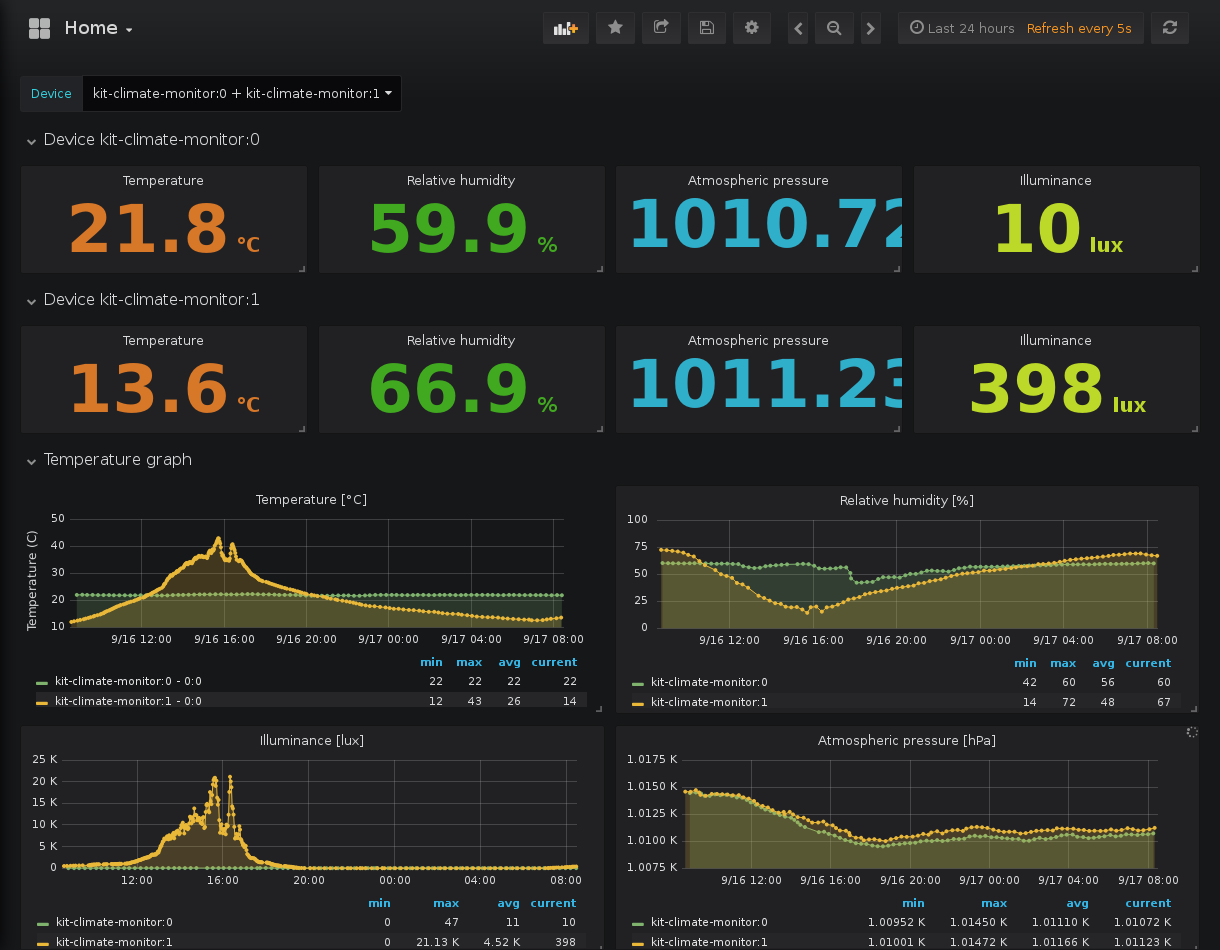 Home
Last 24 hours Refresh every 5s
Device kit-climate-monitor:0 + kit-climate-monitor:1
Device kit-climate-monitor:0
Temperature Relative humidity Atmospheric pressure Illuminance
21.8 °C 59.9 % 1010.72 10 lux
Device kit-climate-monitor:1
Temperature Relative humidity Atmospheric pressure Illuminance
13.6 °C 66.9 % 1011.23 398 lux
Temperature graph
Temperature [°C]
Temperature (C)
50
40
30
20
10
9/16 12:00 9/16 16:00 9/16 20:00 9/17 00:00 9/17 04:00 9/17 08:00
min max avg current
kit-climate-monitor:0 - 0:0 22 22 22 22
kit-climate-monitor:1 - 0:0 12 43 26 14
Relative humidity [%]
100
75
50
25
0
9/16 12:00 9/16 16:00 9/16 20:00 9/17 00:00 9/17 04:00 9/17 08:00
min max avg current
kit-climate-monitor:0 42 60 56 60
kit-climate-monitor:1 14 72 48 67
Illuminance [lux]
25 K
20 K
15 K
10 K
5 K
0
12:00 16:00 20:00 00:00 04:00 08:00
min max avg current
kit-climate-monitor:0 0 47 11 10
kit-climate-monitor:1 0 21.13 K 4.52 K 398
Atmospheric pressure [hPa]
1.0175 K
1.0150 K
1.0125 K
1.0100 K
1.0075 K
9/16 12:00 9/16 16:00 9/16 20:00 9/17 00:00 9/17 04:00 9/17 08:00
min max avg current
kit-climate-monitor:0 1.00952 K 1.01450 K 1.01110 K 1.01072 K
kit-climate-monitor:1 1.01001 K 1.01472 K 1.01166 K 1.01123 K